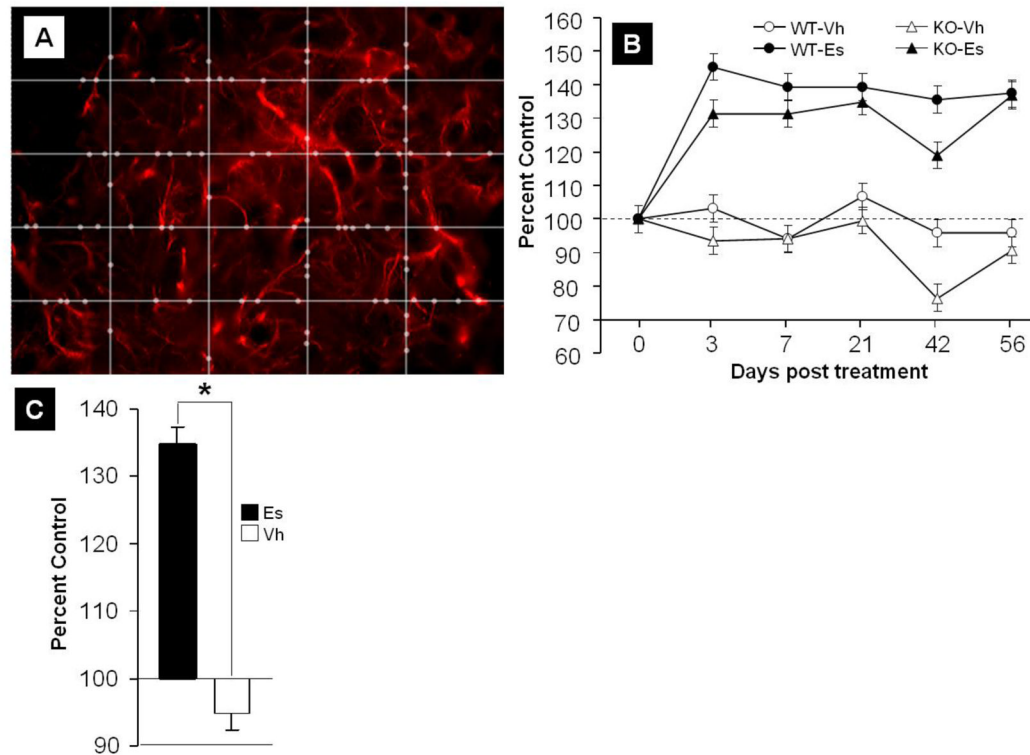 A
B
WT-Vh KO-Vh
WT-Es KO-Es
Percent Control
160
150
140
130
120
110
100
90
80
70
60
0 3 7 21 42 56
Days post treatment
C
*
Percent Control
140
130
120
110
100
90
Es
Vh